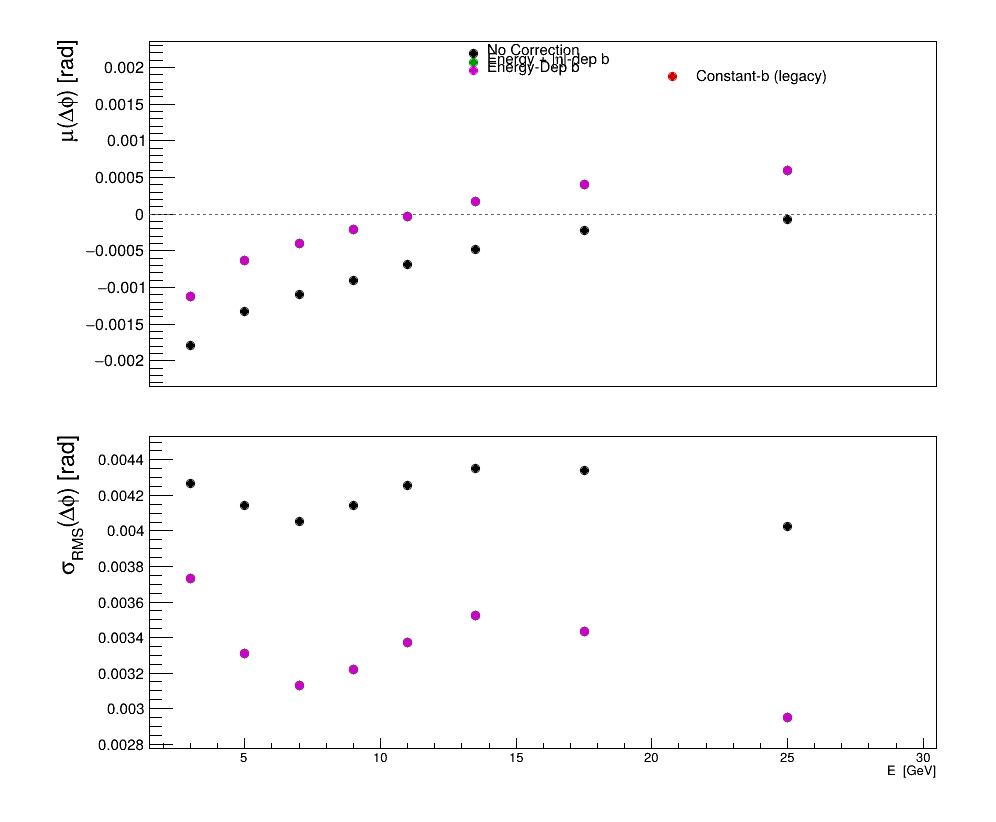 μ(Δϕ) [rad]
0.002
0.0015
0.001
0.0005
0
−0.0005
−0.001
−0.0015
−0.002
No Correction
Energy + |η|-dep b
Energy-Dep b
Constant-b (legacy)
σRMS(Δϕ) [rad]
0.0044
0.0042
0.004
0.0038
0.0036
0.0034
0.0032
0.003
0.0028
5 10 15 20 25 30
E [GeV]